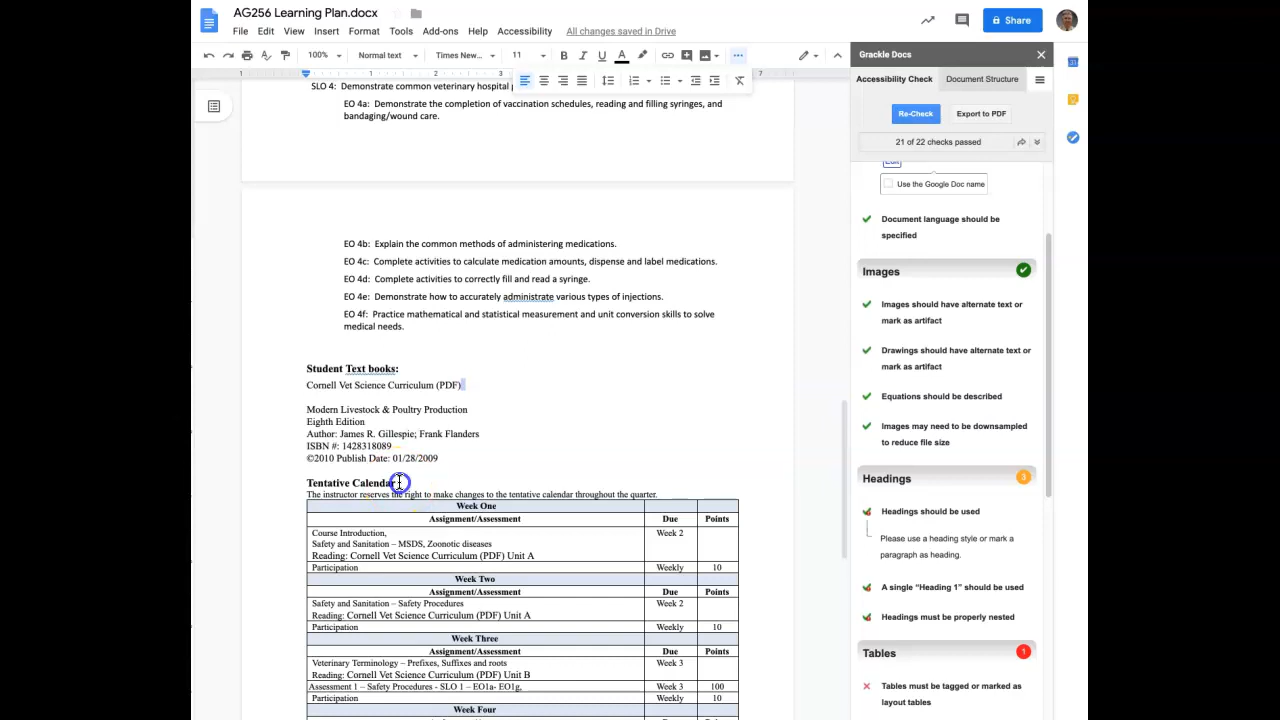 AG256 Learning Plan.docx
File Edit View Insert Format Tools Add-ons Help Accessibility All changes saved in Drive
Share
100% Normal text Times New... 11 B I U A
Grackle Docs
1 1 2 3 7
Accessibility Check Document Structure
Re-Check Export to PDF
21 of 22 checks passed
SLO 4: Demonstrate common veterinary hospital
EO 4a: Demonstrate the completion of vaccination schedules, reading and filling syringes, and
bandaging/wound care.
EO 4b: Explain the common methods of administering medications.
EO 4c: Complete activities to calculate medication amounts, dispense and label medications.
EO 4d: Complete activities to correctly fill and read a syringe.
EO 4e: Demonstrate how to accurately administrate various types of injections.
EO 4f: Practice mathematical and statistical measurement and unit conversion skills to solve
medical needs.
Student Text books:
Cornell Vet Science Curriculum (PDF)
Modern Livestock & Poultry Production
Eighth Edition
Author: James R. Gillespie; Frank Flanders
ISBN #: 1428318089
©2010 Publish Date: 01/28/2009
Tentative Calendar
The instructor reserves the right to make changes to the tentative calendar throughout the quarter.
Week One
Assignment/Assessment Due Points
Course Introduction, Week 2
Safety and Sanitation – MSDS, Zoonotic diseases
Reading: Cornell Vet Science Curriculum (PDF) Unit A
Participation Weekly 10
Week Two
Assignment/Assessment Due Points
Safety and Sanitation – Safety Procedures Week 2
Reading: Cornell Vet Science Curriculum (PDF) Unit A
Participation Weekly 10
Week Three
Assignment/Assessment Due Points
Veterinary Terminology – Prefixes, Suffixes and roots Week 3
Reading: Cornell Vet Science Curriculum (PDF) Unit B
Assessment 1 – Safety Procedures - SLO 1 – EO1a- EO1g, Week 3 100
Participation Weekly 10
Week Four
Edit
Use the Google Doc name
Document language should be
specified
Images
Images should have alternate text or
mark as artifact
Drawings should have alternate text or
mark as artifact
Equations should be described
Images may need to be downsampled
to reduce file size
Headings 3
Headings should be used
Please use a heading style or mark a
paragraph as heading.
A single “Heading 1” should be used
Headings must be properly nested
Tables 1
Tables must be tagged or marked as
layout tables